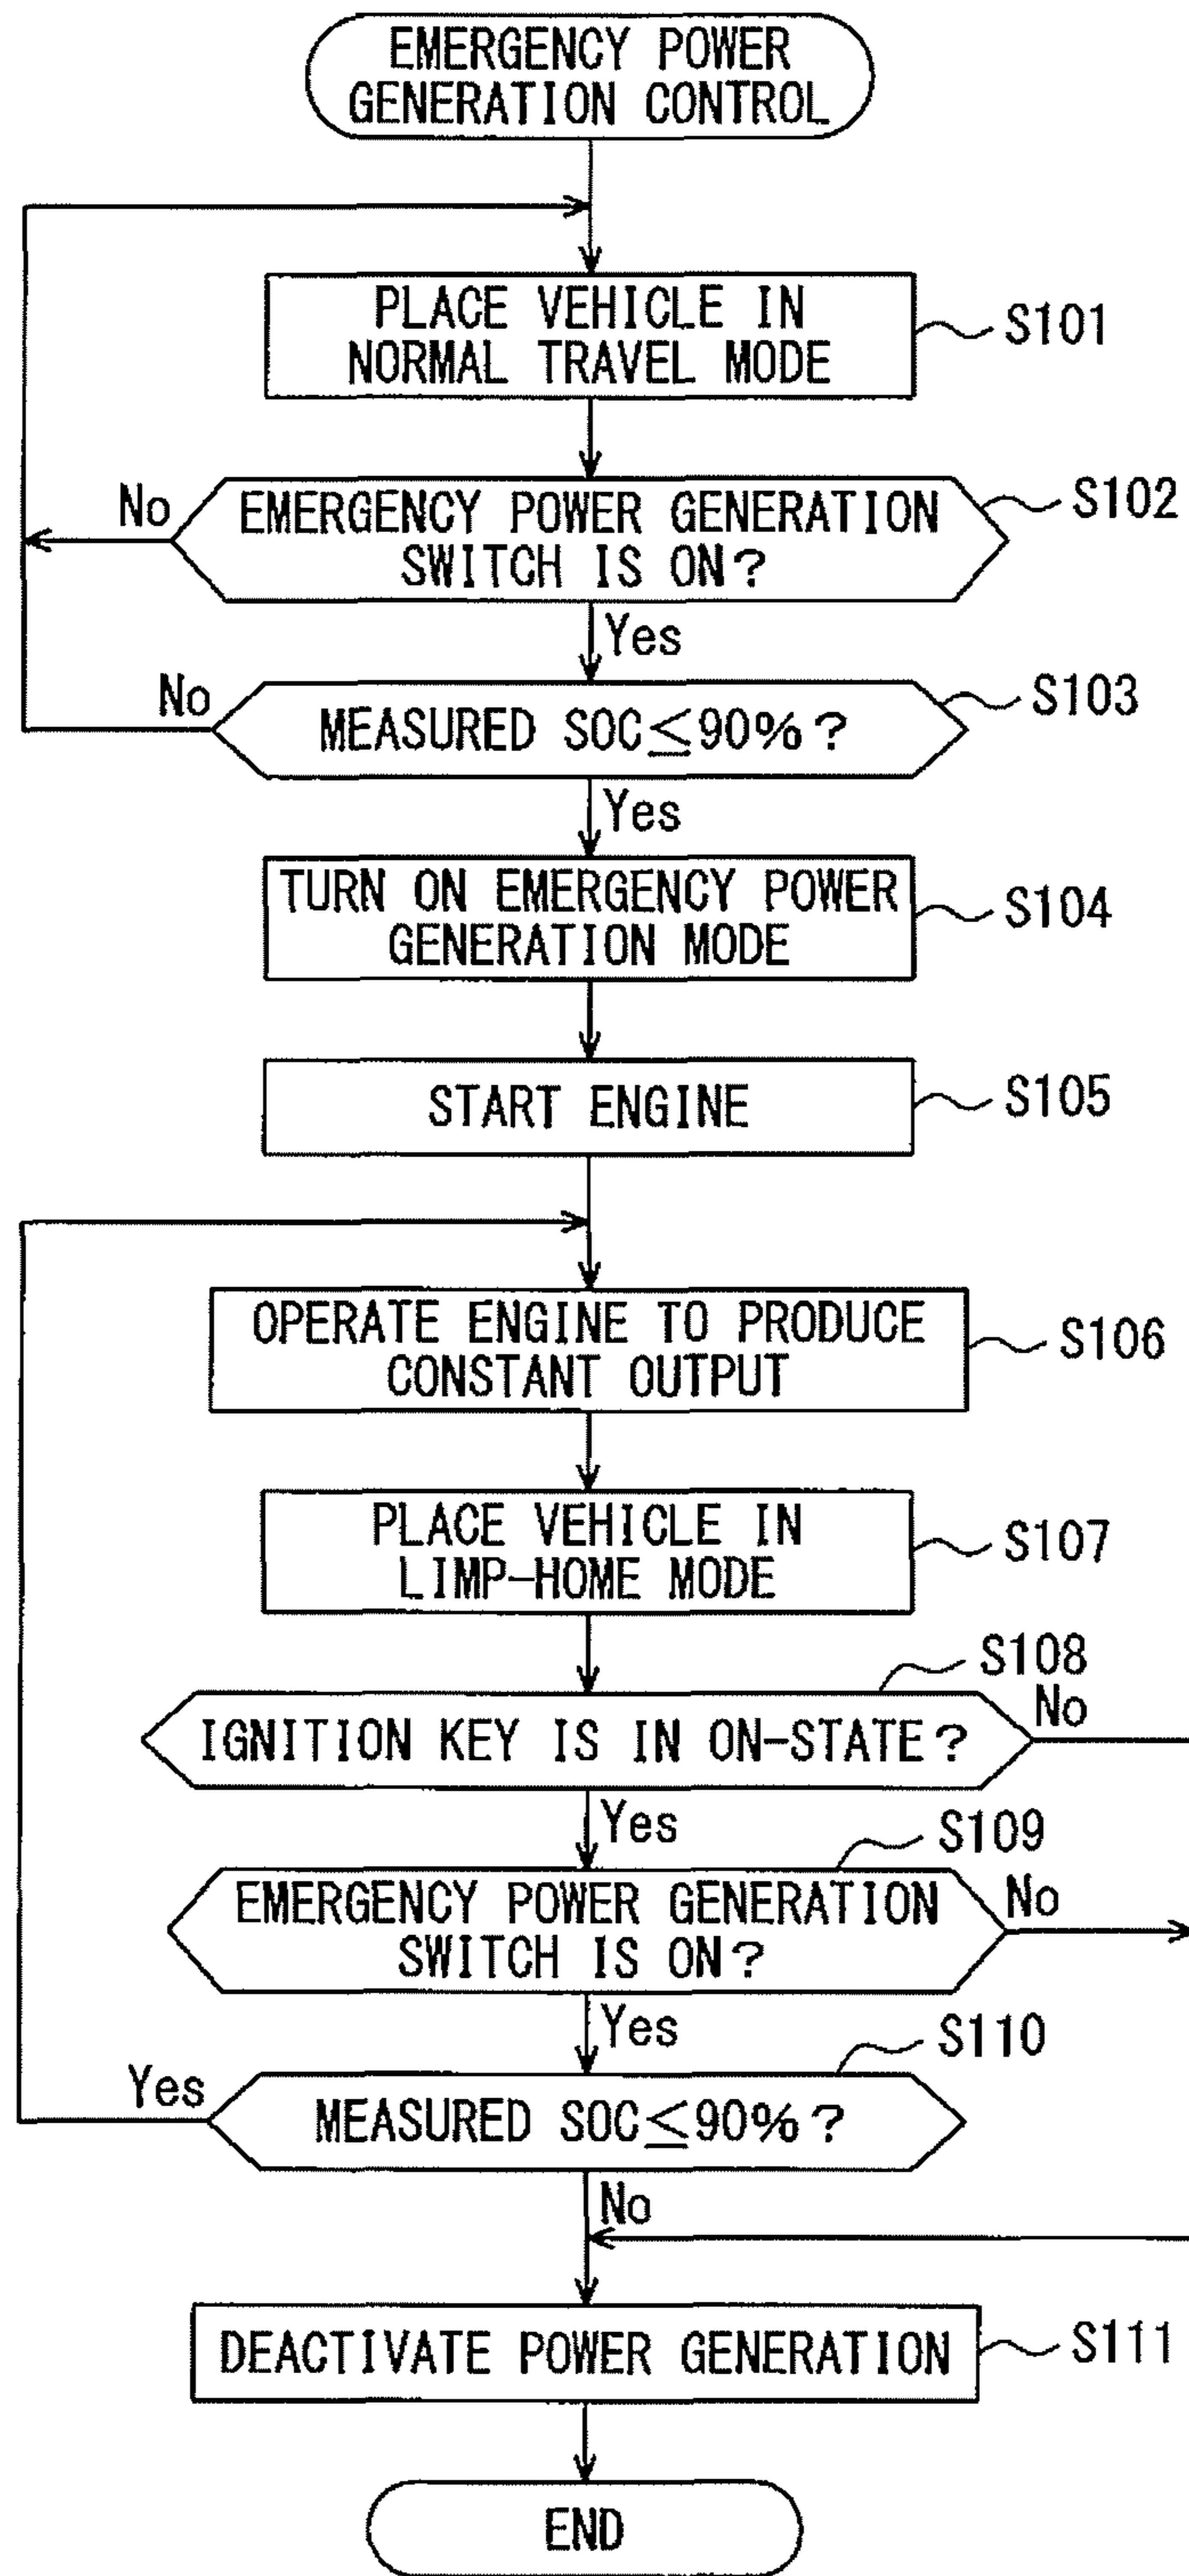 EMERGENCY POWER
GENERATION CONTROL
PLACE VEHICLE IN
NORMAL TRAVEL MODE
S101
No
EMERGENCY POWER GENERATION
SWITCH IS ON?
S102
Yes
No
MEASURED SOC≦90%?
S103
Yes
TURN ON EMERGENCY POWER
GENERATION MODE
S104
START ENGINE
S105
OPERATE ENGINE TO PRODUCE
CONSTANT OUTPUT
S106
PLACE VEHICLE IN
LIMP-HOME MODE
S107
S108
IGNITION KEY IS IN ON-STATE?
No
Yes
S109
EMERGENCY POWER GENERATION
SWITCH IS ON?
No
Yes
S110
Yes
MEASURED SOC≦90%?
No
DEACTIVATE POWER GENERATION
S111
END